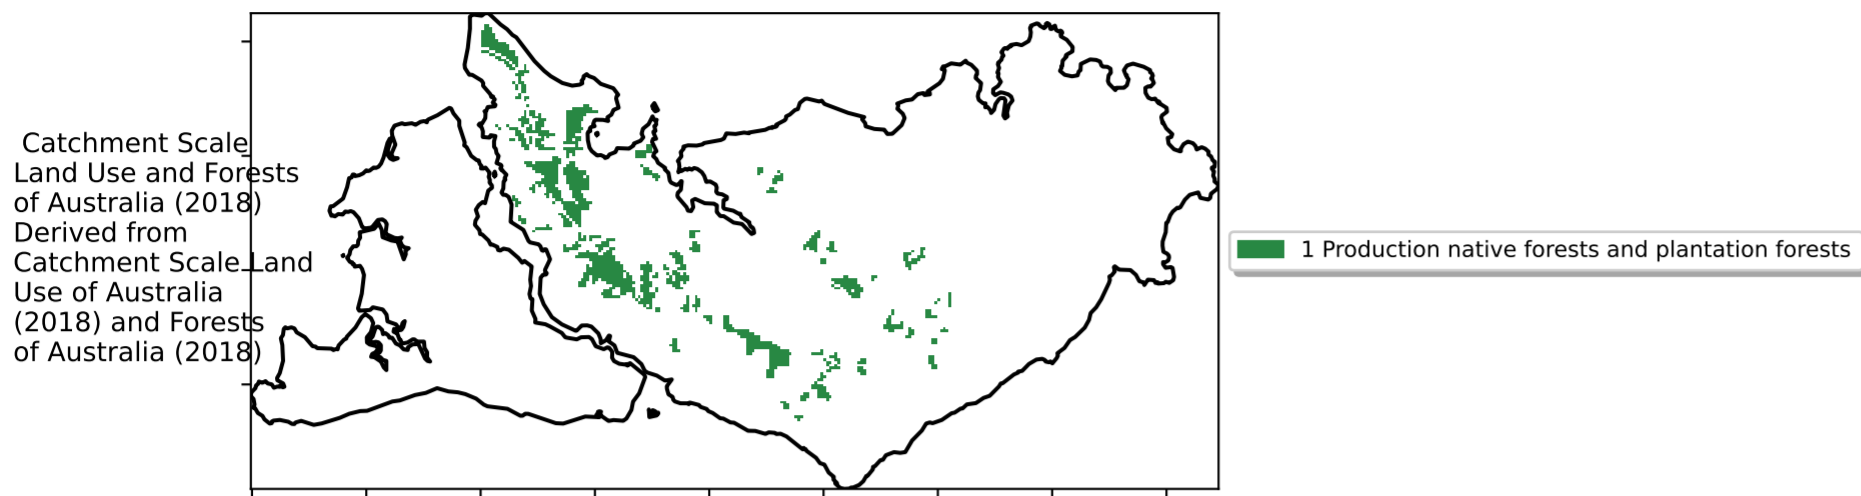 Catchment Scale
Land Use and Forests
of Australia (2018)
Derived from
Catchment Scale Land
Use of Australia
(2018) and Forests
of Australia (2018)
1 Production native forests and plantation forests